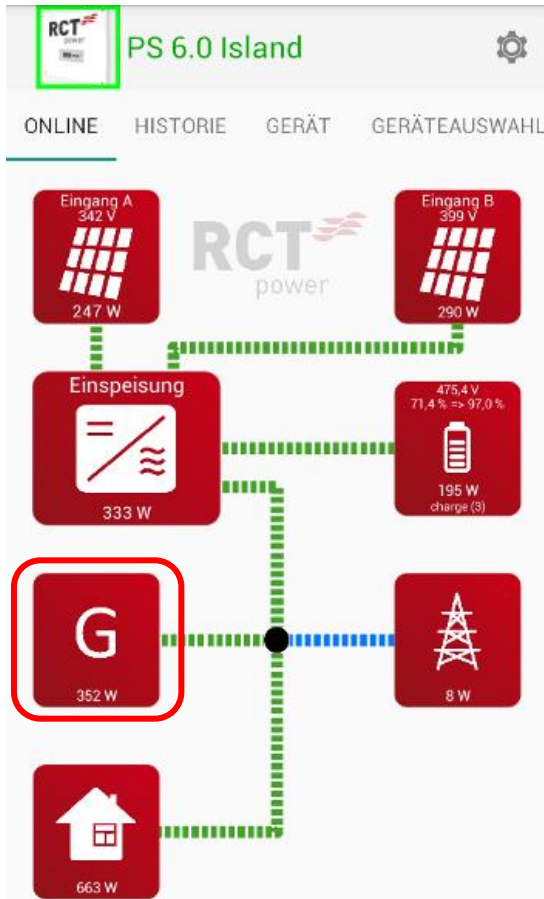 RCT
power
PS 6.0 Island
ONLINE
HISTORIE
GERÄT
GERÄTEAUSWAHL
Eingang A
342 V
247 W
RCT
power
Eingang B
399 V
290 W
Einspeisung
333 W
475,4 V
71,4 % => 97,0 %
195 W
charge (3)
G
352 W
8 W
663 W